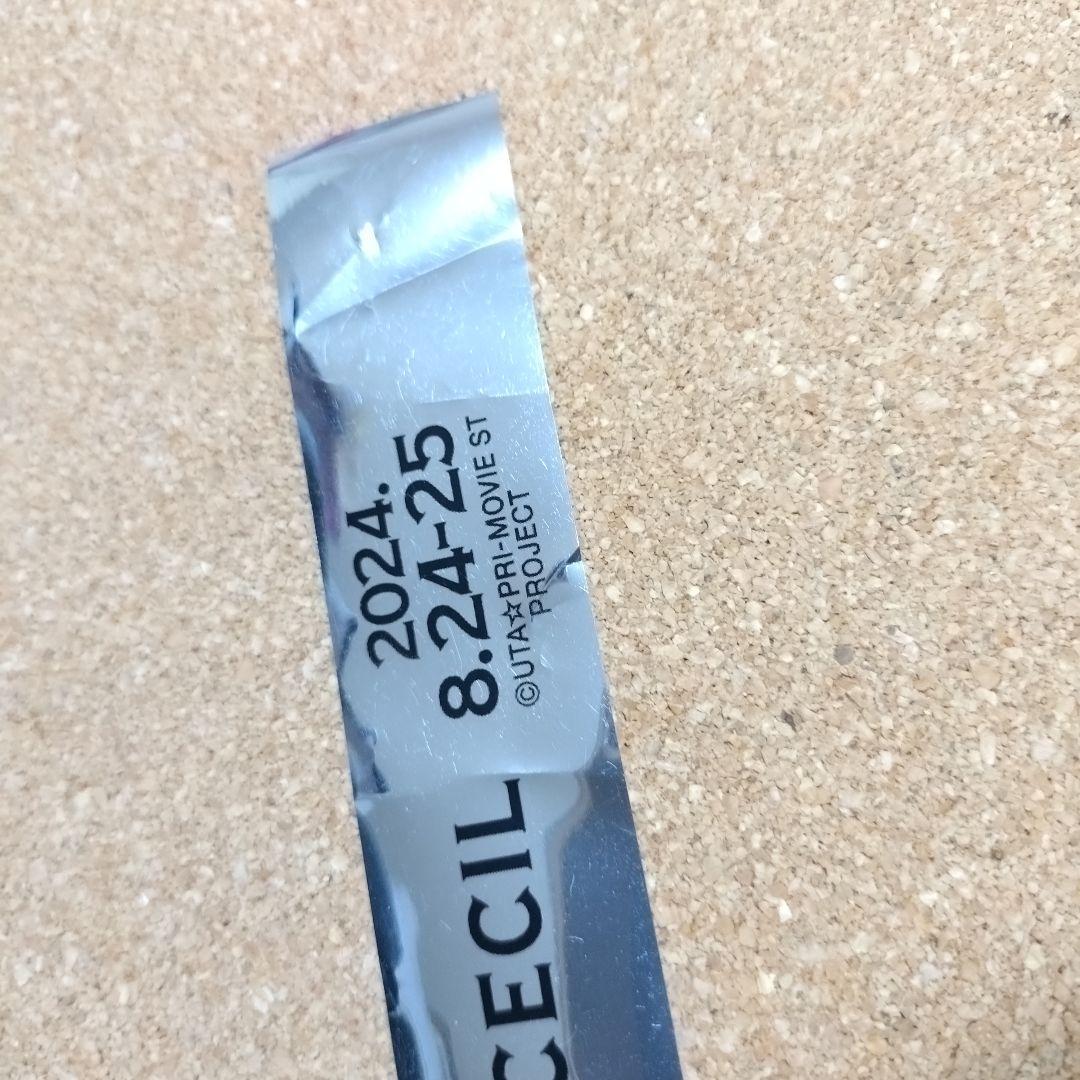 CECIL
2024.
8.24-25
©UTA☆PRI-MOVIE ST
PROJECT